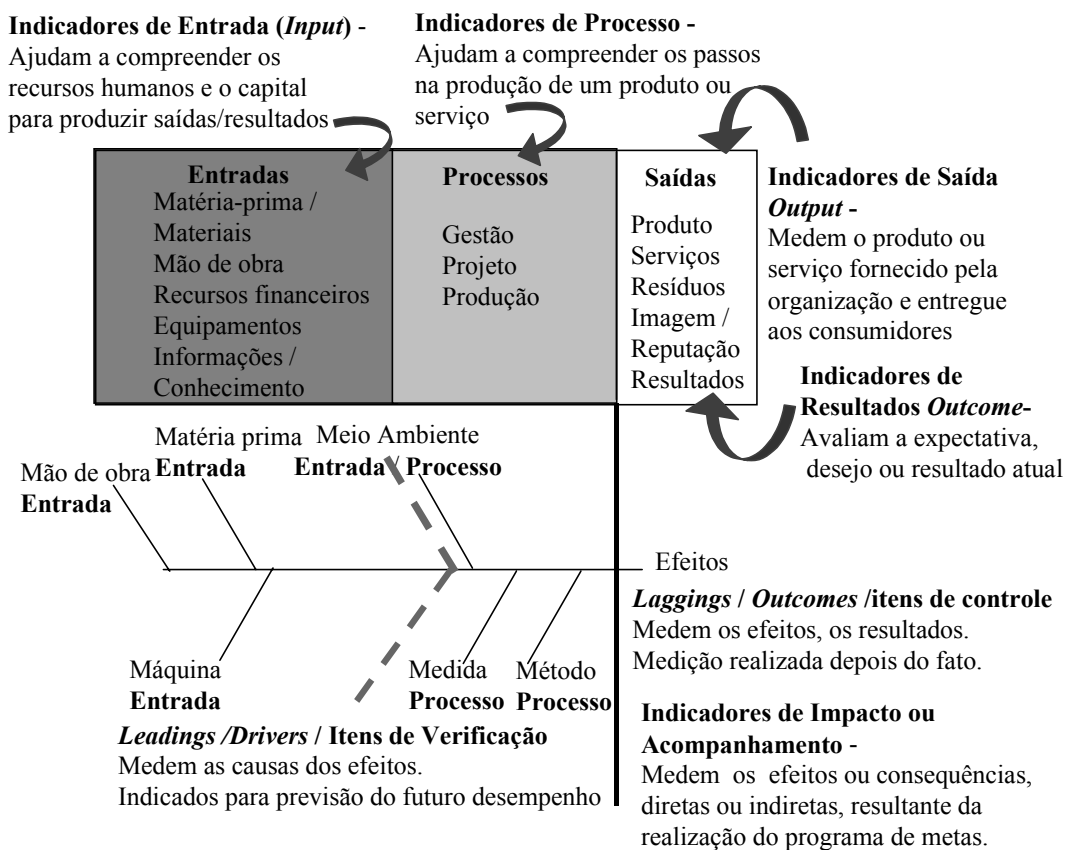 Indicadores de Entrada (Input) -
Ajudam a compreender os
recursos humanos e o capital
para produzir saídas/resultados
Indicadores de Processo -
Ajudam a compreender os passos
na produção de um produto ou
serviço
Entradas
Matéria-prima /
Materiais
Mão de obra
Recursos financeiros
Equipamentos
Informações /
Conhecimento
Processos
Gestão
Projeto
Produção
Saídas
Produto
Serviços
Resíduos
Imagem /
Reputação
Resultados
Indicadores de Saída
Output -
Medem o produto ou
serviço fornecido pela
organização e entregue
aos consumidores
Indicadores de
Resultados Outcome-
Avaliam a expectativa,
desejo ou resultado atual
Mão de obra
Entrada
Matéria prima
Entrada
Meio Ambiente
Entrada / Processo
Efeitos
Máquina
Entrada
Medida
Processo
Método
Processo
Leadings /Drivers / Itens de Verificação
Medem as causas dos efeitos.
Indicados para previsão do futuro desempenho
Laggings / Outcomes /itens de controle
Medem os efeitos, os resultados.
Medição realizada depois do fato.
Indicadores de Impacto ou
Acompanhamento -
Medem os efeitos ou consequências,
diretas ou indiretas, resultante da
realização do programa de metas.